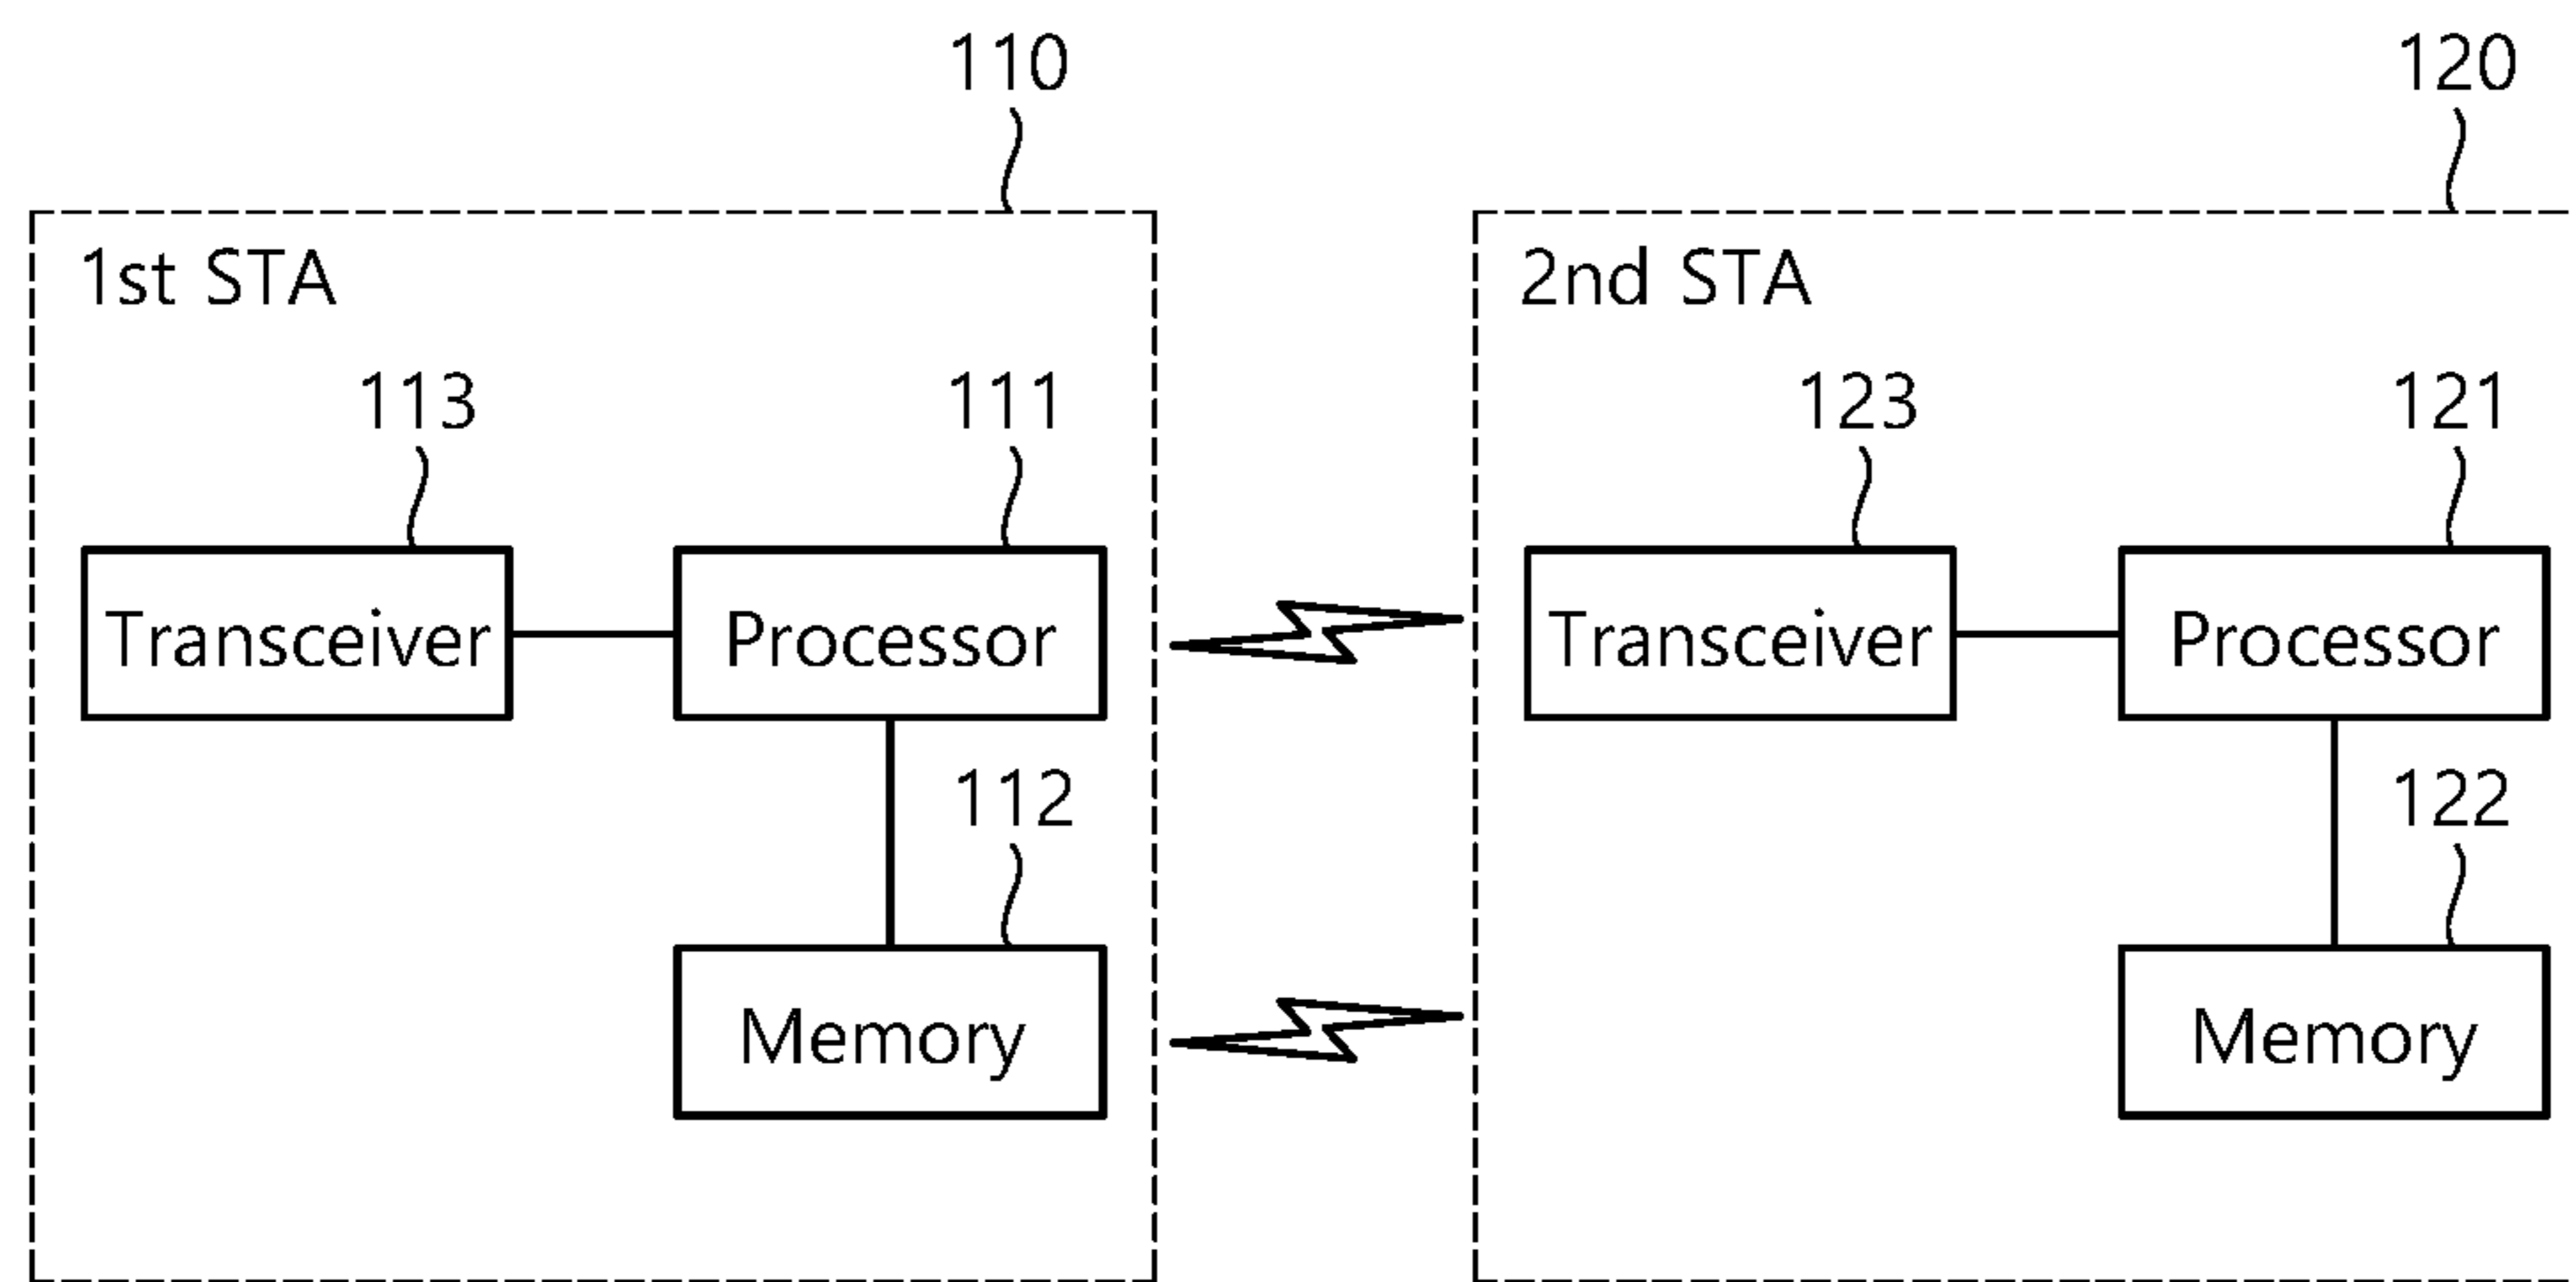 110
120
1st STA
2nd STA
113
111
123
121
Transceiver
Processor
Transceiver
Processor
112
122
Memory
Memory